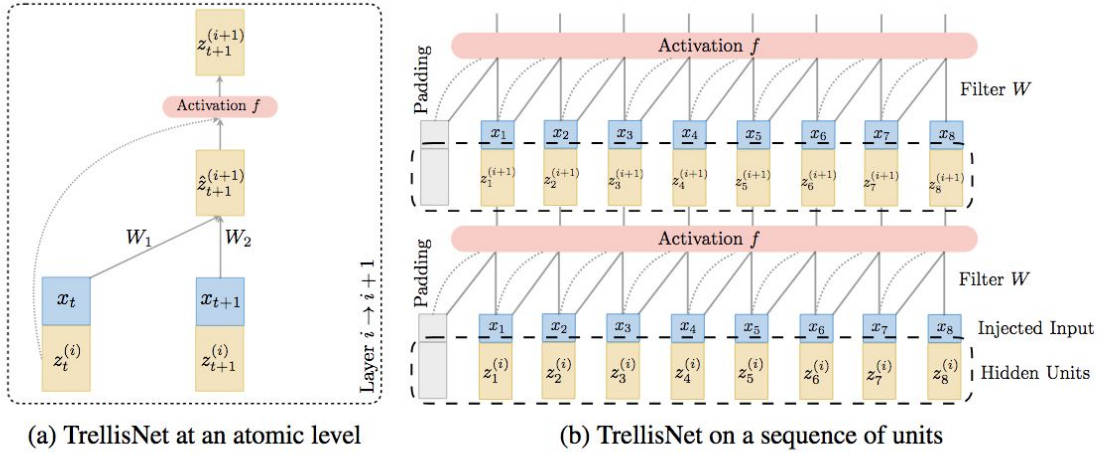 z_{t+1}^{(i+1)}
Activation f
ẑ_{t+1}^{(i+1)}
W_1 W_2
x_t x_{t+1}
z_t^{(i)} z_{t+1}^{(i)}
Layer i → i + 1
(a) TrellisNet at an atomic level
Activation f
Padding
Filter W
x_1 x_2 x_3 x_4 x_5 x_6 x_7 x_8
z_1^{(i+1)} z_2^{(i+1)} z_3^{(i+1)} z_4^{(i+1)} z_5^{(i+1)} z_6^{(i+1)} z_7^{(i+1)} z_8^{(i+1)}
Activation f
Padding
Filter W
x_1 x_2 x_3 x_4 x_5 x_6 x_7 x_8 Injected Input
z_1^{(i)} z_2^{(i)} z_3^{(i)} z_4^{(i)} z_5^{(i)} z_6^{(i)} z_7^{(i)} z_8^{(i)} Hidden Units
(b) TrellisNet on a sequence of units